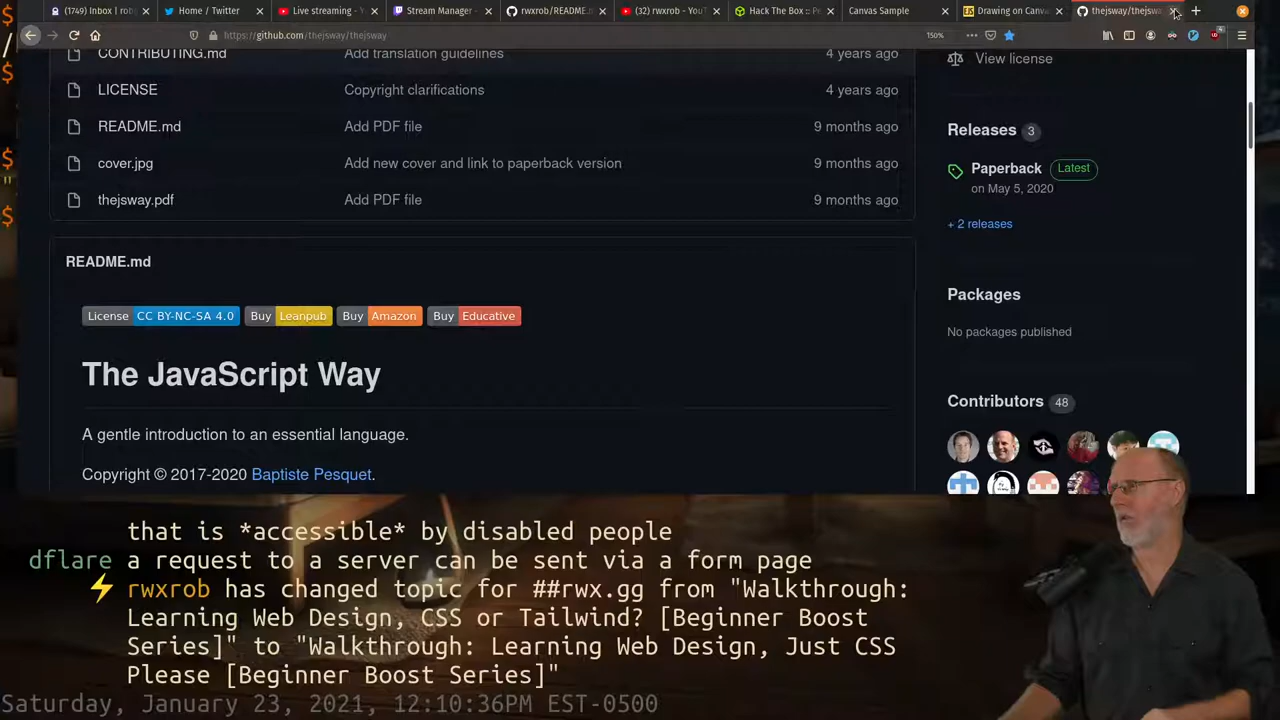 (1749) Inbox | rob
Home / Twitter
Live streaming - Y
Stream Manager -
rwxrob/README.m
(32) rwxrob - YouT
Hack The Box :: Pe
Canvas Sample
Drawing on Canv
thejsway/thejsway
https://github.com/thejsway/thejsway
150%
CONTRIBUTING.md Add translation guidelines 4 years ago
LICENSE Copyright clarifications 4 years ago
README.md Add PDF file 9 months ago
cover.jpg Add new cover and link to paperback version 9 months ago
thejsway.pdf Add PDF file 9 months ago
View license
Releases 3
Paperback Latest
on May 5, 2020
+ 2 releases
Packages
No packages published
Contributors 48
README.md
License CC BY-NC-SA 4.0 Buy Leanpub Buy Amazon Buy Educative
The JavaScript Way
A gentle introduction to an essential language.
Copyright © 2017-2020 Baptiste Pesquet.
$
/
$
$
"
$
that is *accessible* by disabled people
dflare a request to a server can be sent via a form page
⚡ rwxrob has changed topic for ##rwx.gg from "Walkthrough:
Learning Web Design, CSS or Tailwind? [Beginner Boost
Series]" to "Walkthrough: Learning Web Design, Just CSS
Please [Beginner Boost Series]"
Saturday, January 23, 2021, 12:10:36PM EST-0500